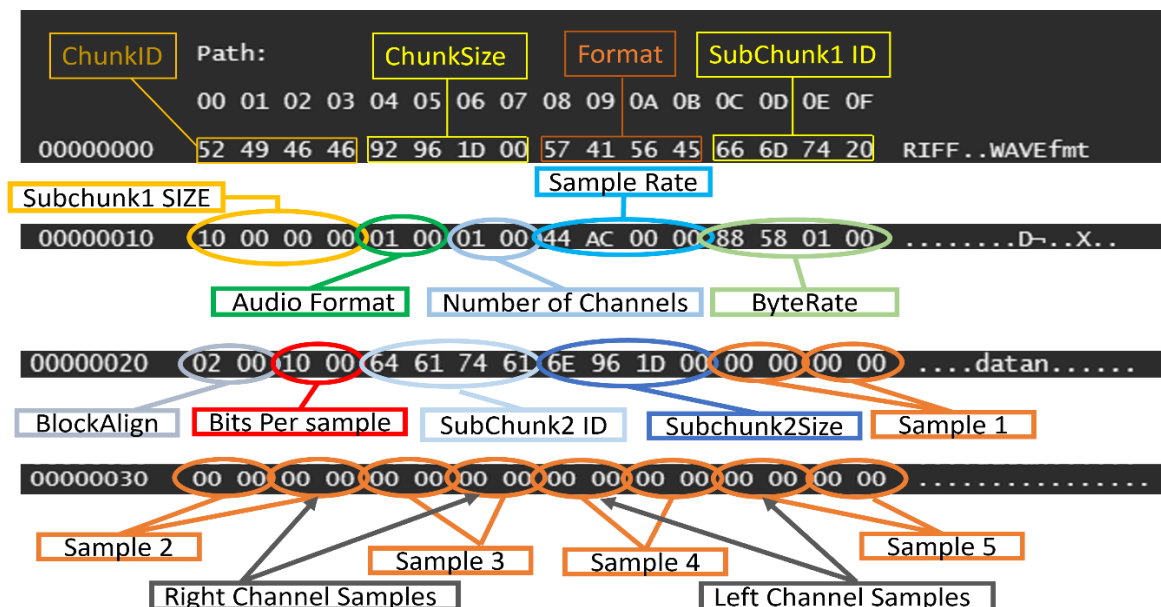 ChunkID Path: ChunkSize Format SubChunk1 ID
00 01 02 03 04 05 06 07 08 09 0A 0B 0C 0D 0E 0F
00000000 52 49 46 46 92 96 1D 00 57 41 56 45 66 6D 74 20 RIFF..WAVEfmt
Subchunk1 SIZE Sample Rate
00000010 10 00 00 00 01 00 01 00 44 AC 00 00 88 58 01 00 ........D¬..X..
Audio Format Number of Channels ByteRate
00000020 02 00 10 00 64 61 74 61 6E 96 1D 00 00 00 00 00 ....datan......
BlockAlign Bits Per sample SubChunk2 ID Subchunk2Size Sample 1
00000030 00 00 00 00 00 00 00 00 00 00 00 00 00 00 00 00 ................
Sample 2 Sample 3 Sample 4 Sample 5
Right Channel Samples Left Channel Samples